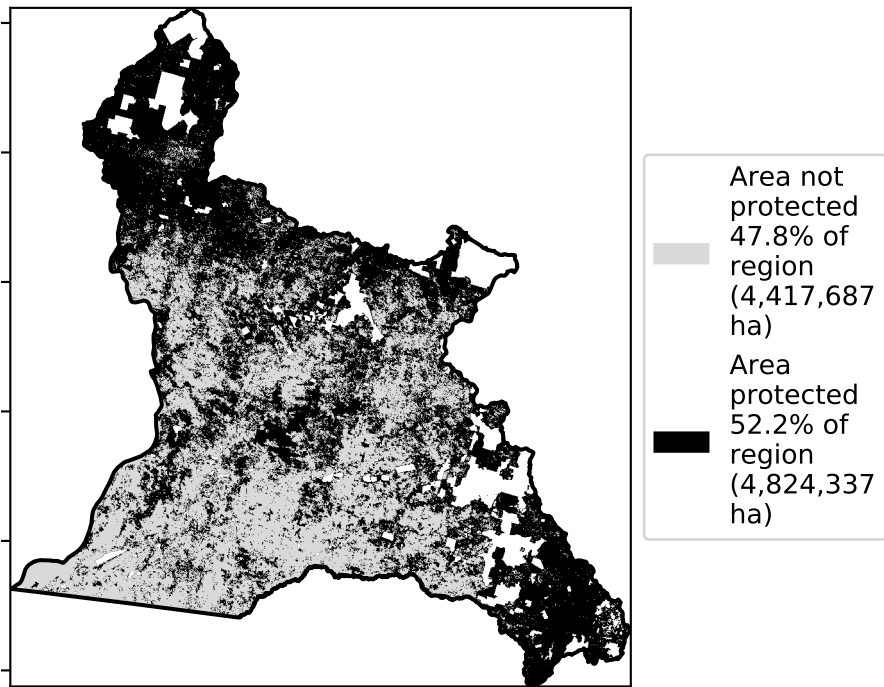 Area not
protected
47.8% of
region
(4,417,687
ha)
Area
protected
52.2% of
region
(4,824,337
ha)